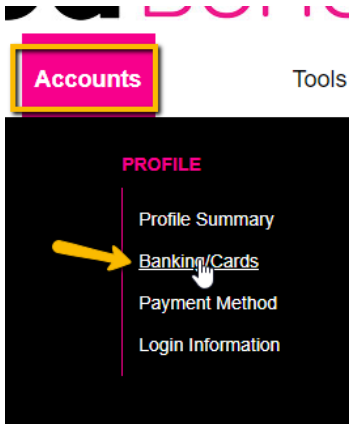 Accounts Tools
PROFILE
Profile Summary
Banking/Cards
Payment Method
Login Information